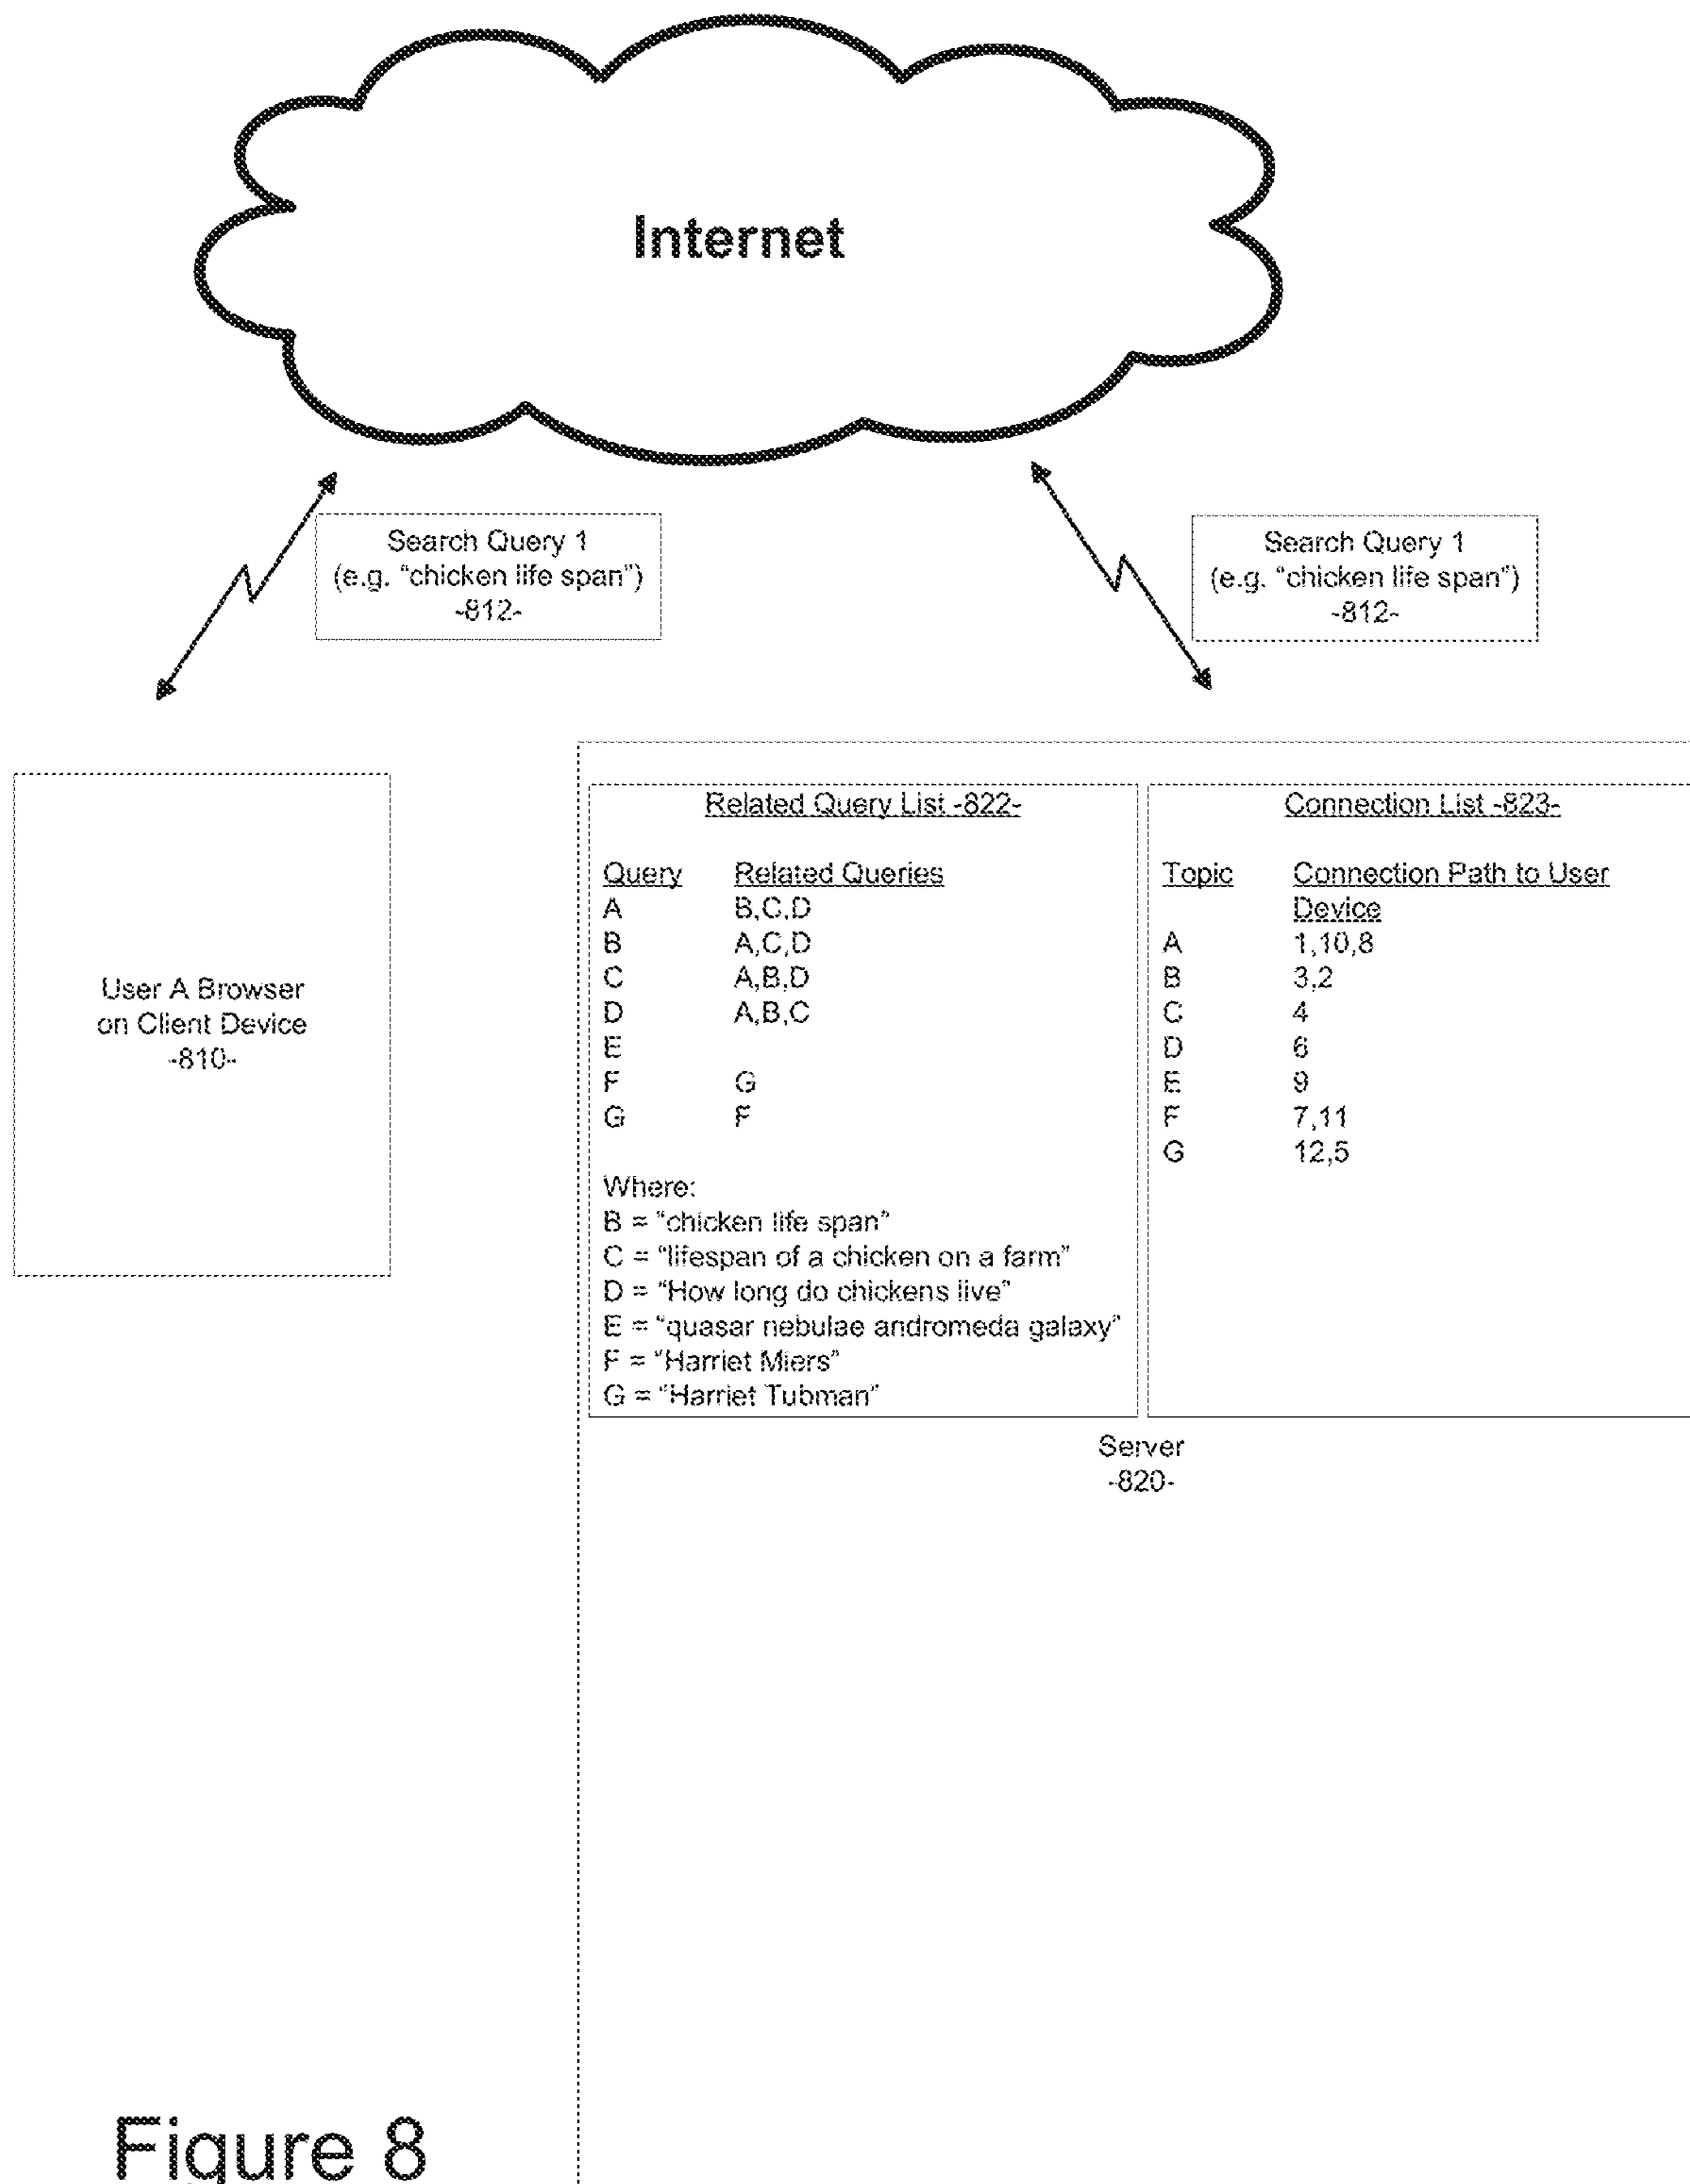 Internet
Search Query 1
(e.g. "chicken life span")
-812-
Search Query 1
(e.g. "chicken life span")
-812-
User A Browser
on Client Device
-810-
Related Query List -822-
Query Related Queries
A B,C,D
B A,C,D
C A,B,D
D A,B,C
E
F G
G F
Where:
B = "chicken life span"
C = "lifespan of a chicken on a farm"
D = "How long do chickens live"
E = "quasar nebulae andromeda galaxy"
F = "Harriet Miers"
G = "Harriet Tubman"
Connection List -823-
Topic Connection Path to User
Device
A 1,10,8
B 3,2
C 4
D 6
E 9
F 7,11
G 12,5
Server
-820-
Figure 8